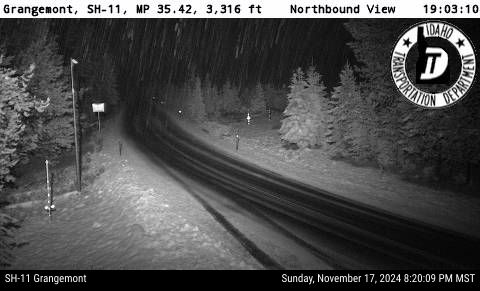 Grangemont, SH-11, MP 35.42, 3,316 ft Northbound View 19:03:10
IDAHO
TRANSPORTATION DEPARTMENT
SH-11 Grangemont Sunday, November 17, 2024 8:20:09 PM MST